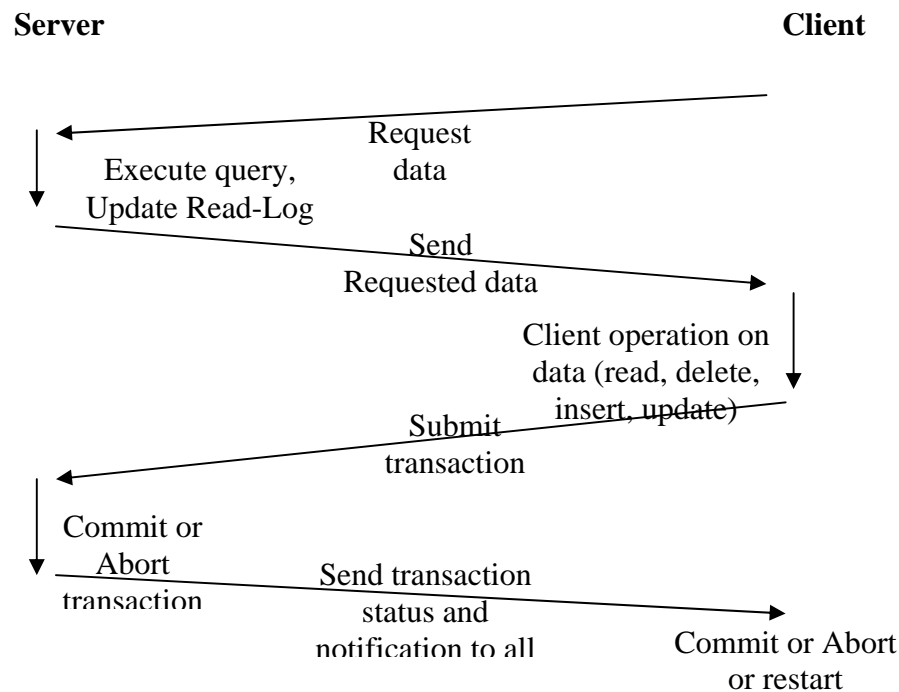 Server
Client
Request
data
Execute query,
Update Read-Log
Send
Requested data
Client operation on
data (read, delete,
insert, update)
Submit
transaction
Commit or
Abort
transaction
Send transaction
status and
notification to all
Commit or Abort
or restart